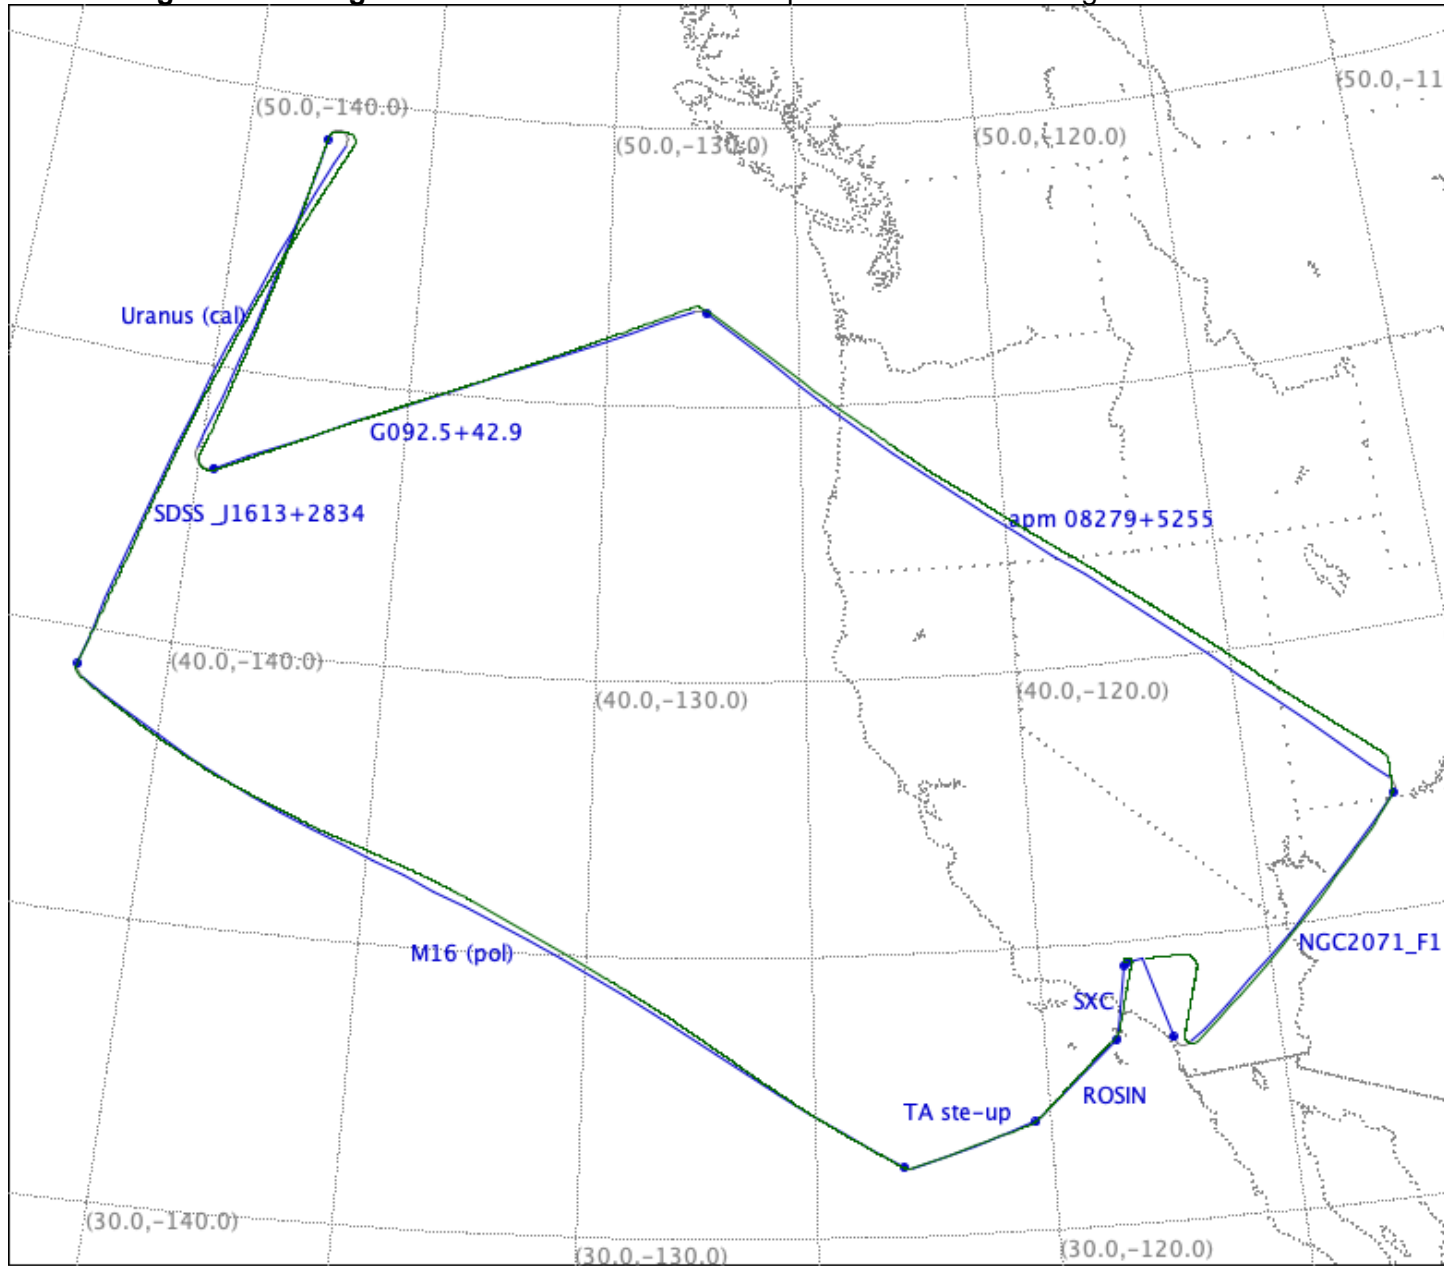 (50.0,-11
(50.0,-140.0)
(50.0,-130.0)
(50.0,-120.0)
Uranus (cal)
G092.5+42.9
SDSS _J1613+2834
apm 08279+5255
(40.0,-140.0)
(40.0,-130.0)
(40.0,-120.0)
M16 (pol)
NGC2071_F1
SXC
ROSIN
TA ste-up
(30.0,-140.0)
(30.0,-130.0)
(30.0,-120.0)